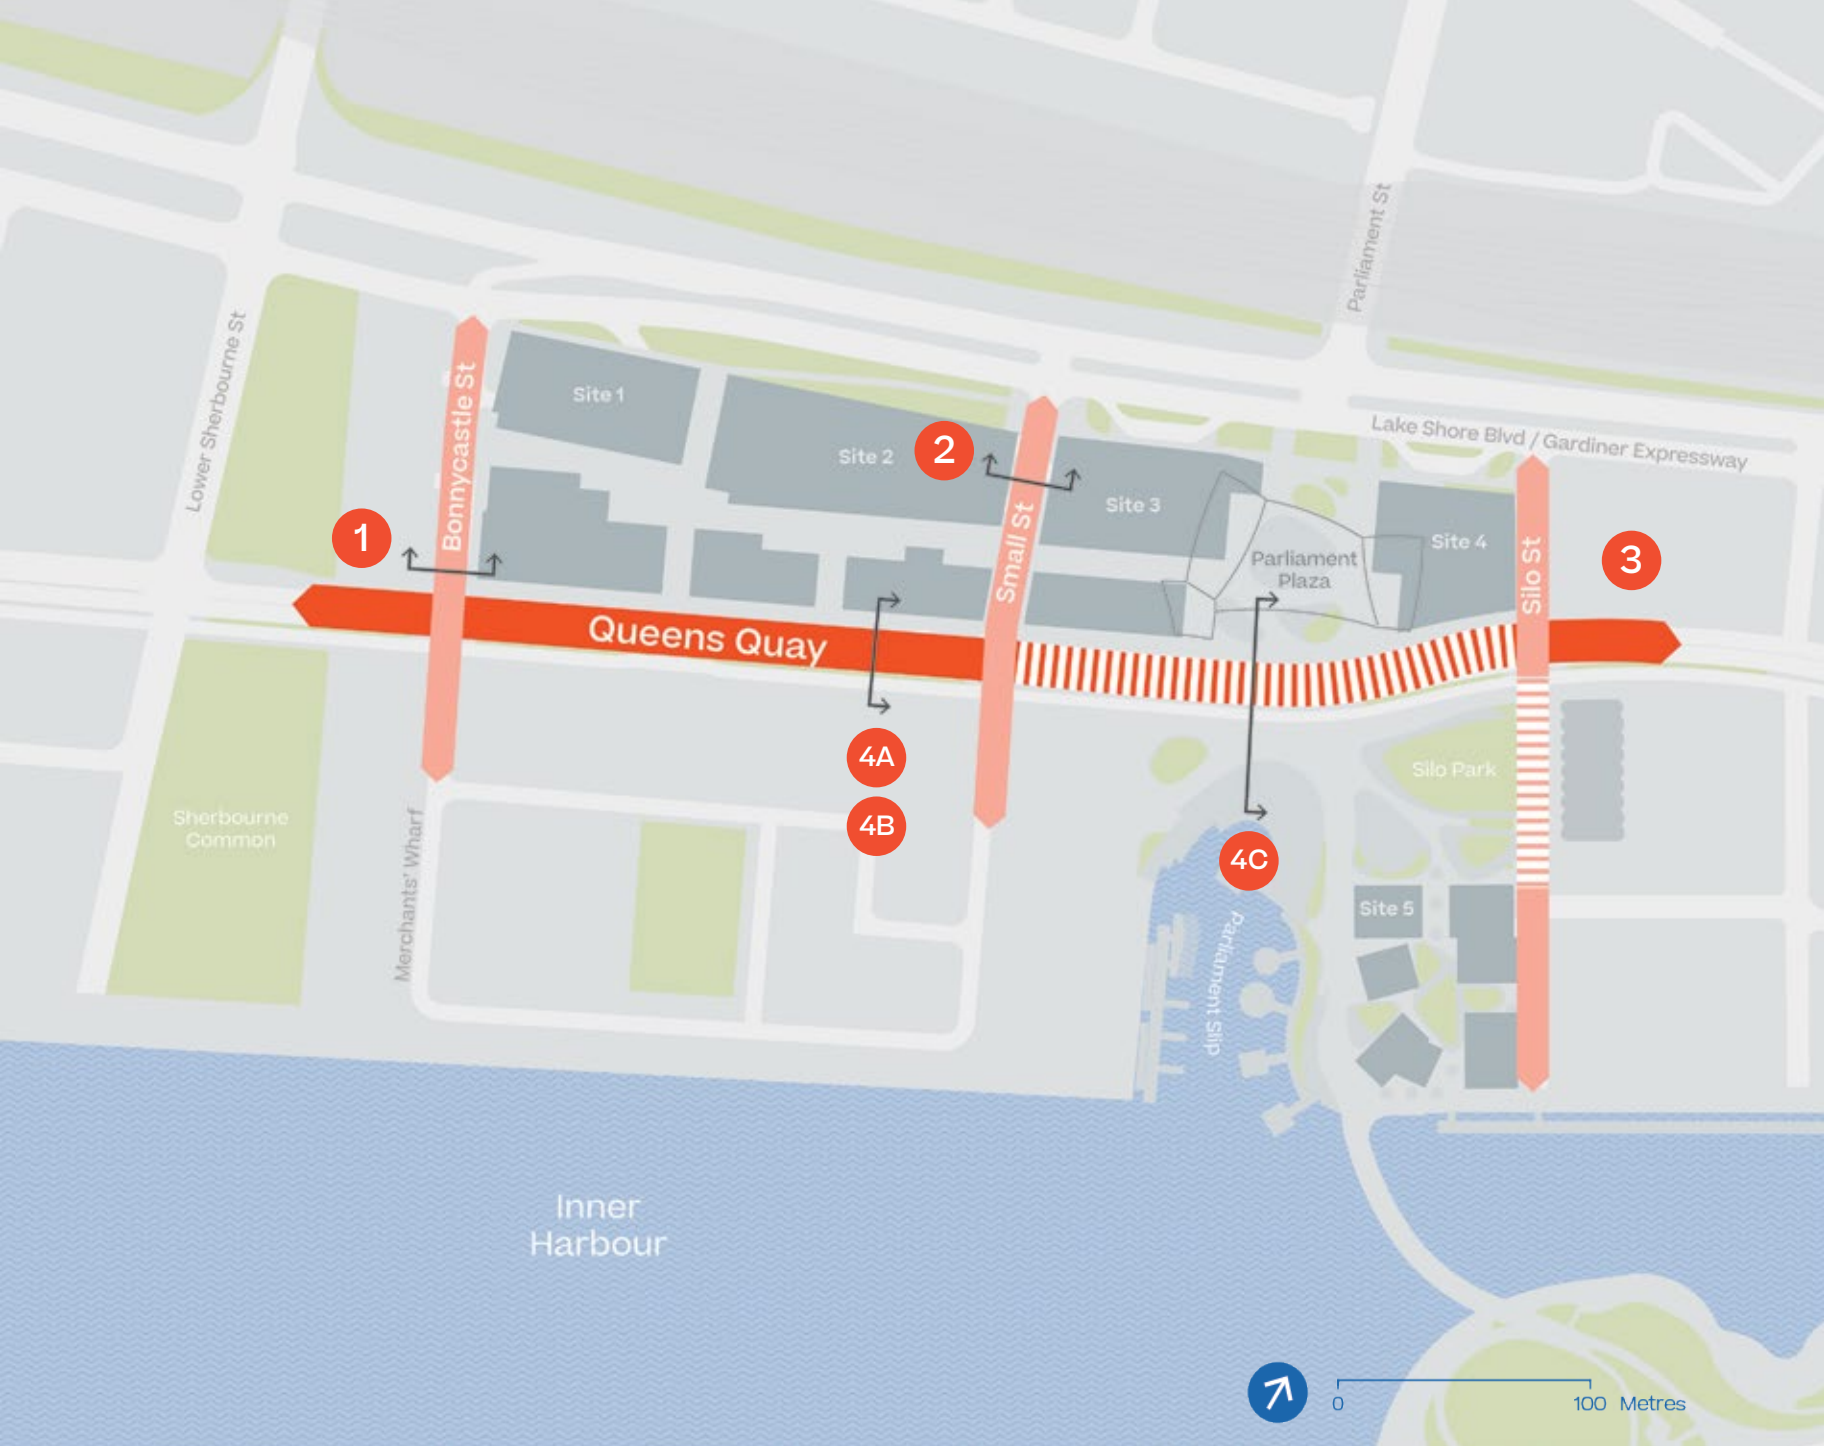 Parliament St
Lower Sherbourne St
Bonnycastle St
Site 1
Site 2
2
Site 3
Small St
Lake Shore Blvd / Gardiner Expressway
Site 4
Silo St
Parliament
Plaza
1
3
Queens Quay
4A
4B
4C
Silo Park
Sherbourne
Common
Merchants' Wharf
Site 5
Parliament Slip
Inner
Harbour
0
100 Metres